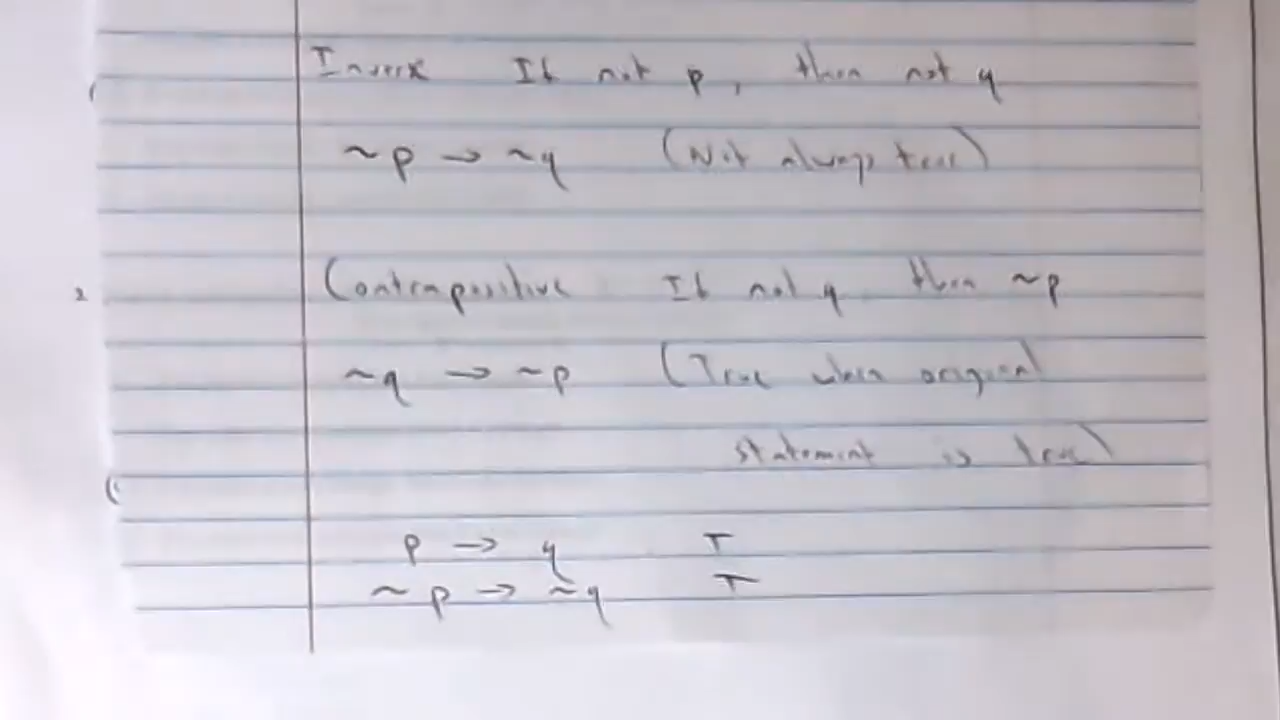 Inverse If not p, then not q
~p → ~q (Not always true)
Contrapositive If not q then ~p
~q → ~p (True when original
statement is true)
p → q T
~p → ~q T